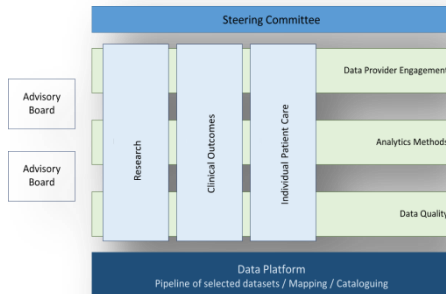 Steering Committee
Data Provider Engagement
Advisory
Board
Research
Clinical Outcomes
Individual Patient Care
Analytics Methods
Advisory
Board
Data Quality
Data Platform
Pipeline of selected datasets / Mapping / Cataloguing